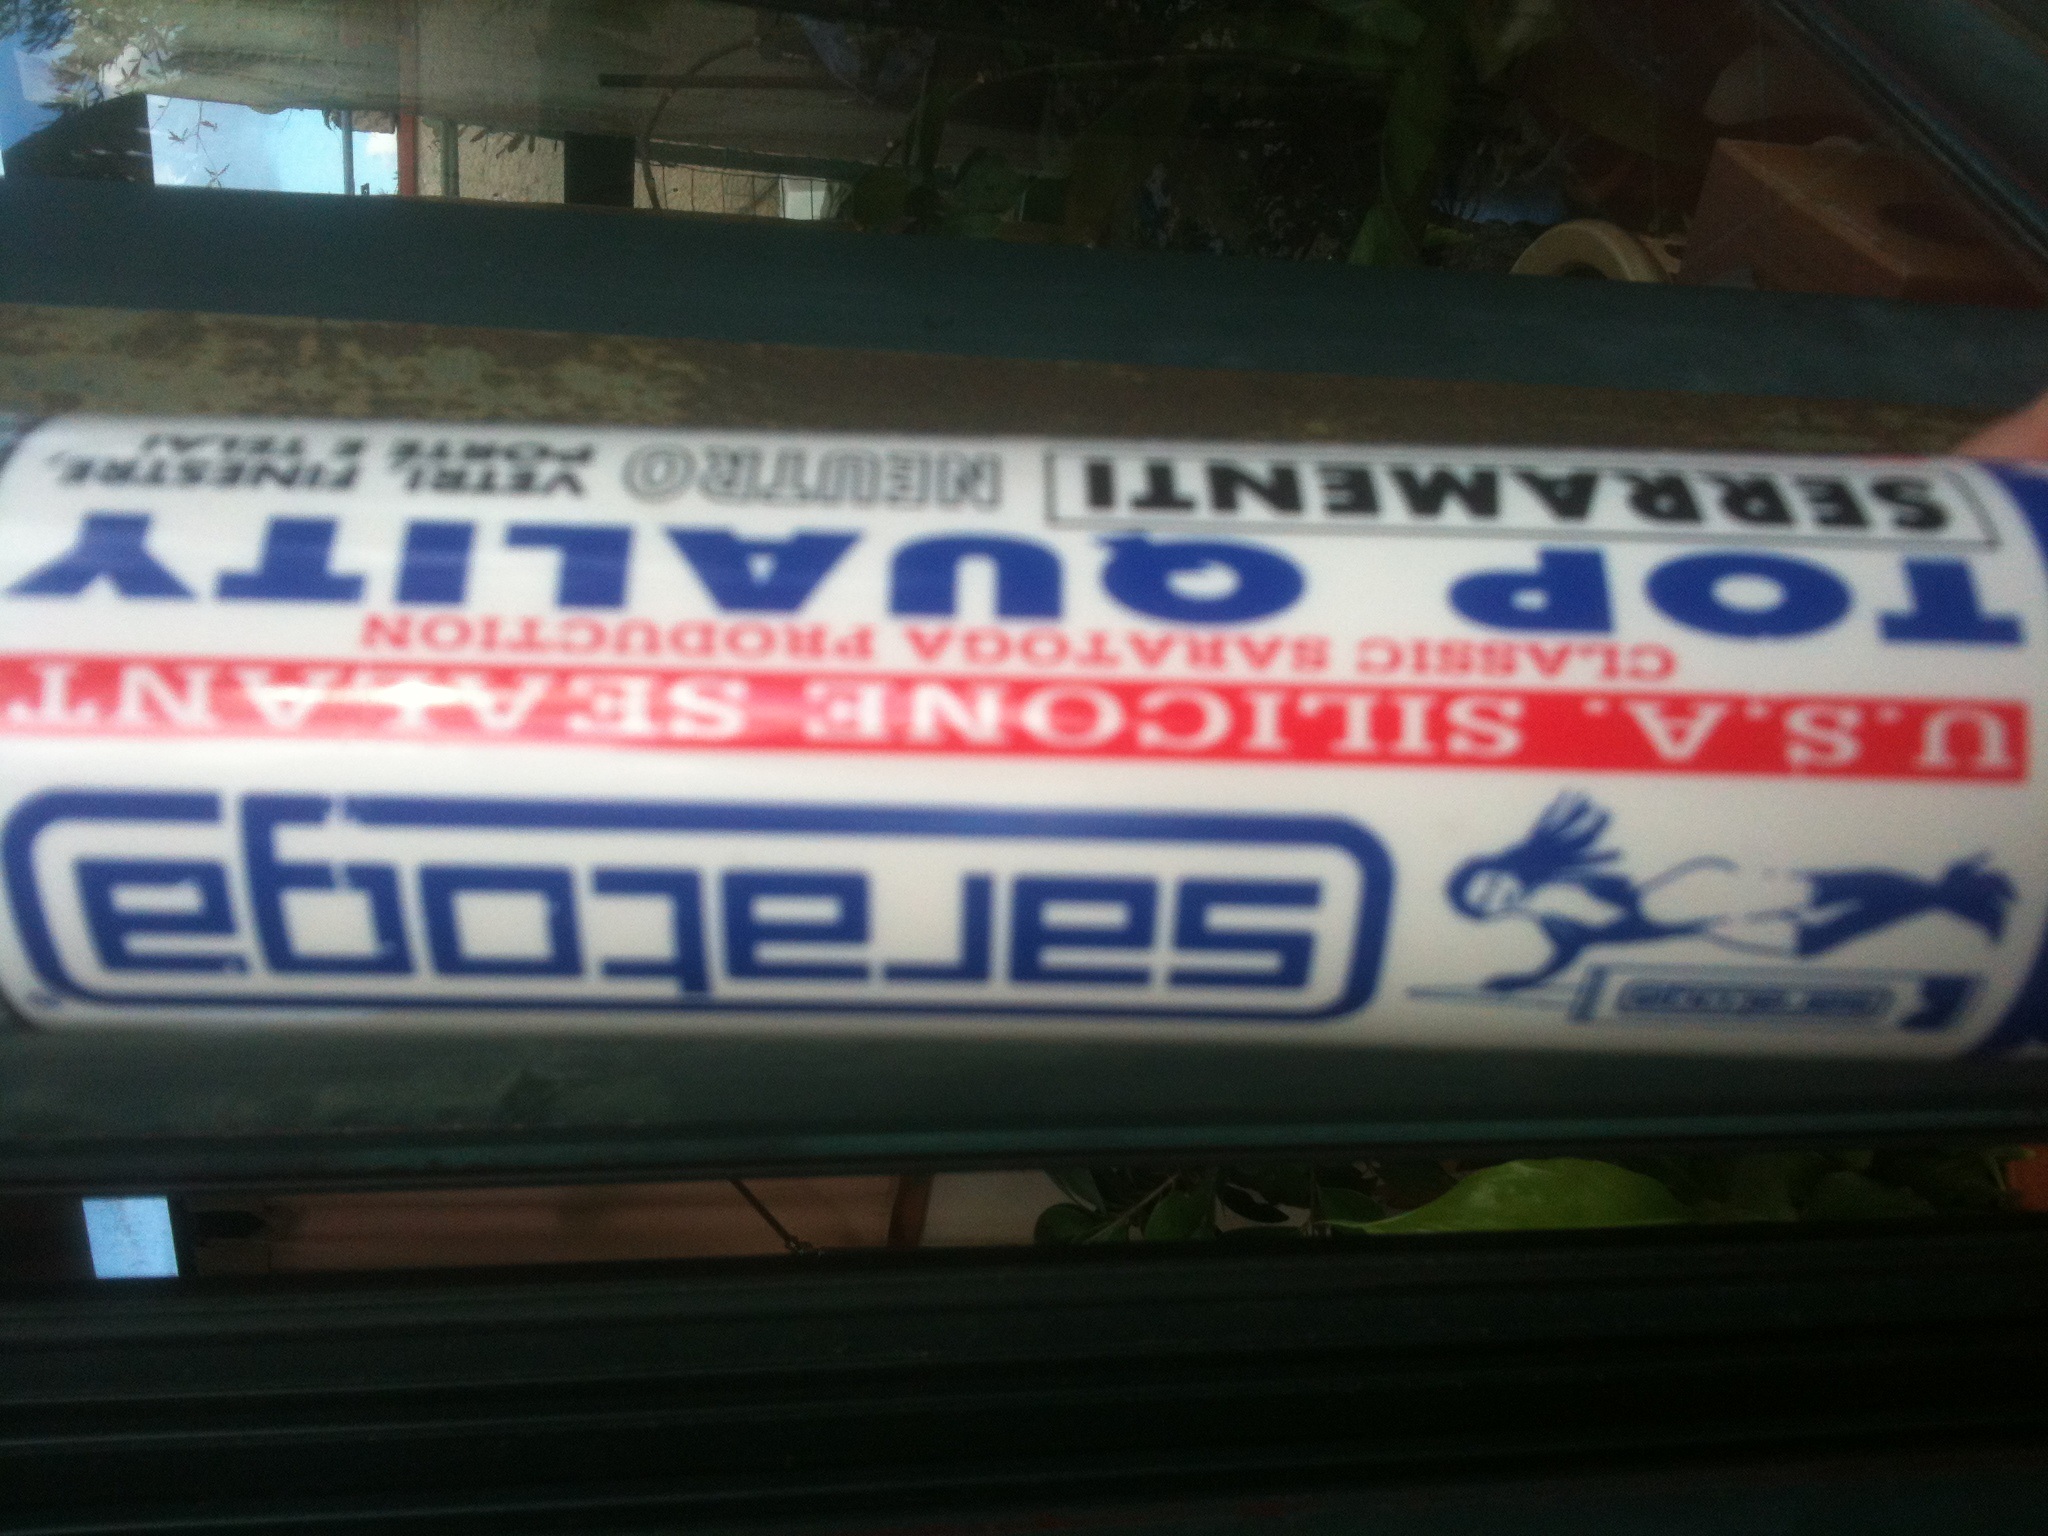 saratoga
U.S.A. SILICONE SEALANT
CLASSIC SARATOGA PRODUCTION
TOP QUALITY
SERRAMENTI
NEUTRO
VETRI, FINESTRE,
PORTE E TELAI